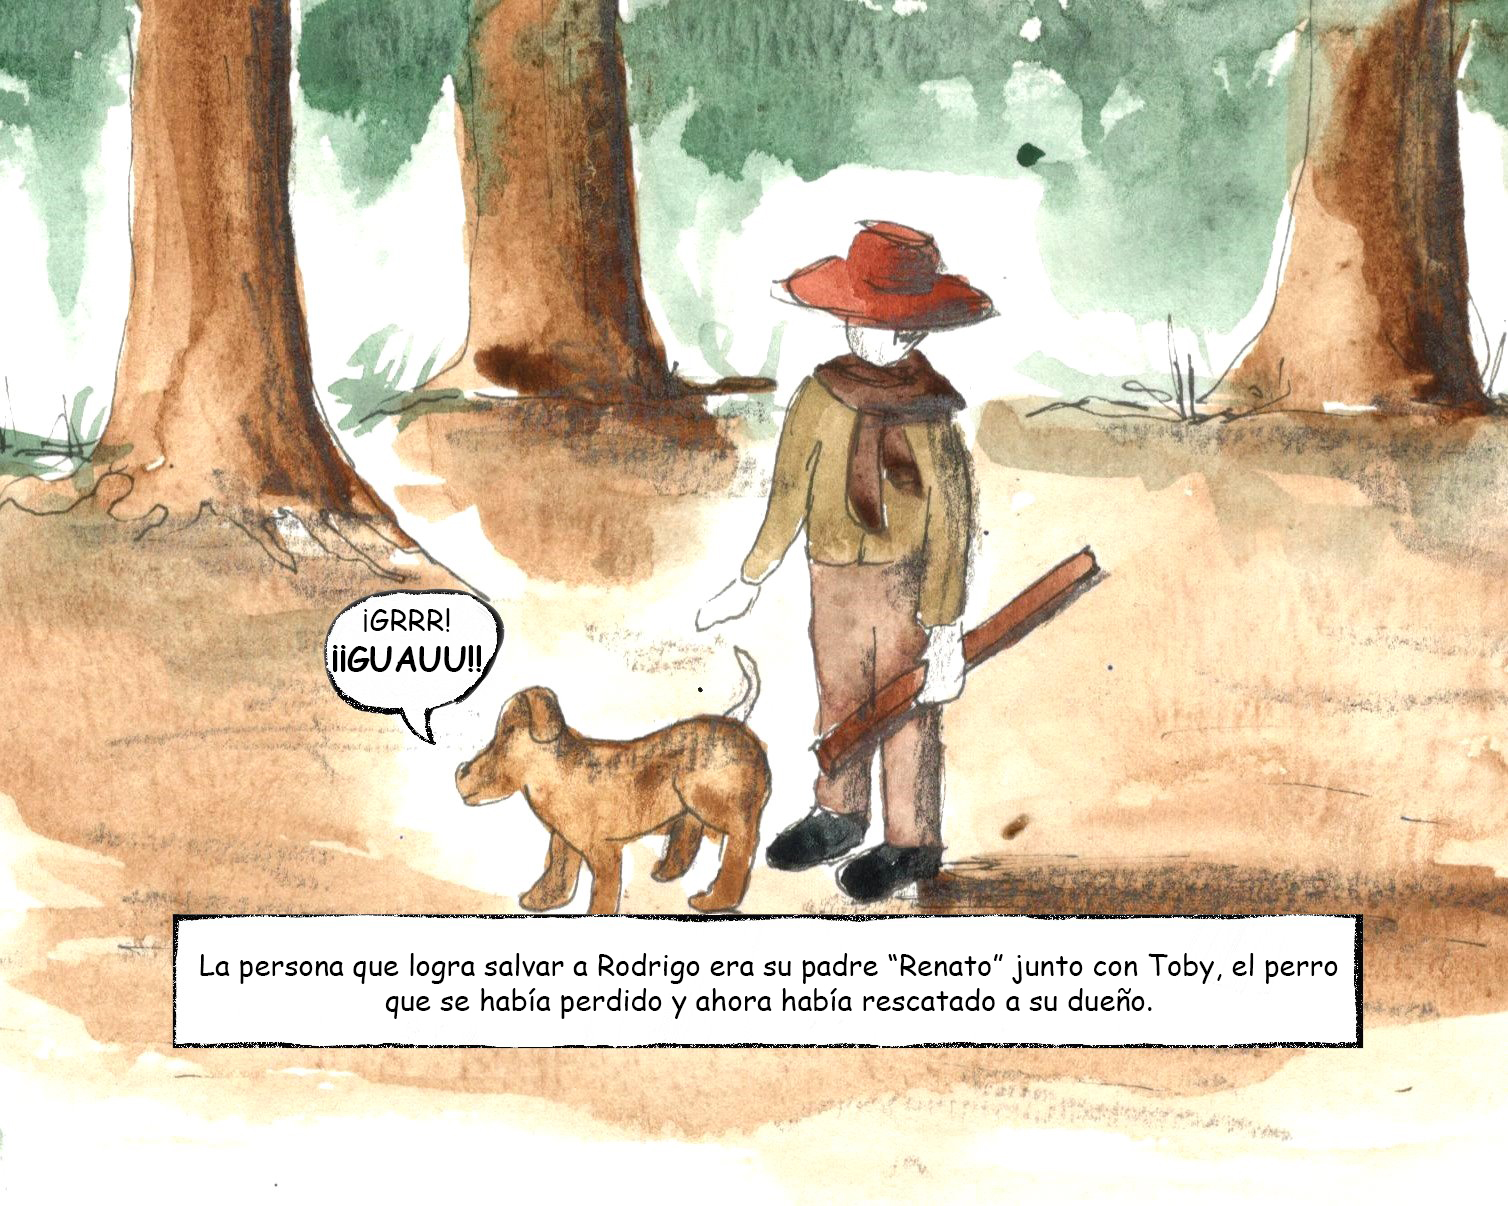 ¡GRRR!
¡¡GUAUU!!
La persona que logra salvar a Rodrigo era su padre “Renato” junto con Toby, el perro
que se había perdido y ahora había rescatado a su dueño.